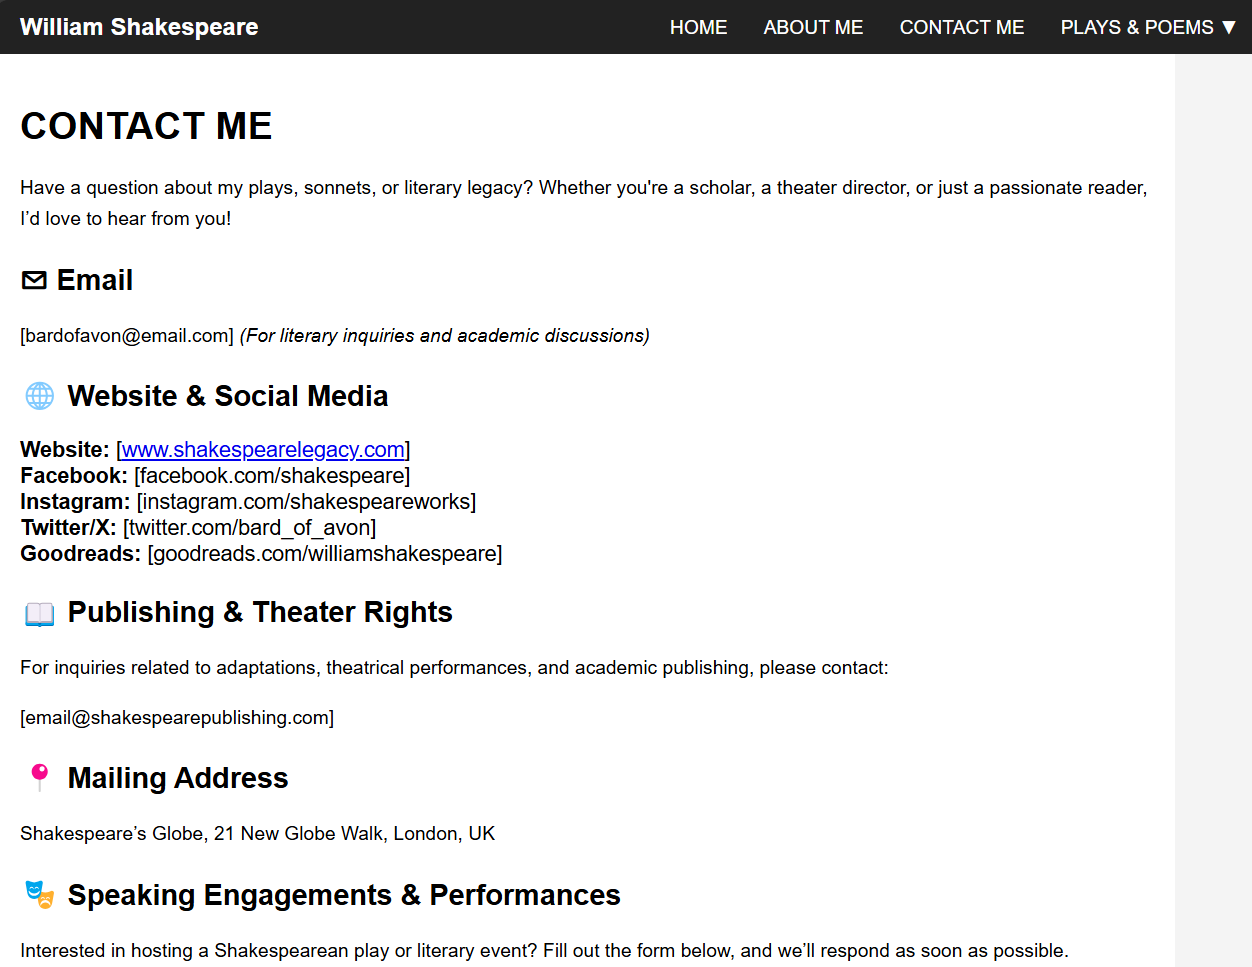 William Shakespeare
HOME ABOUT ME CONTACT ME PLAYS & POEMS ▼
CONTACT ME
Have a question about my plays, sonnets, or literary legacy? Whether you're a scholar, a theater director, or just a passionate reader,
I’d love to hear from you!
Email
[bardofavon@email.com] (For literary inquiries and academic discussions)
Website & Social Media
Website: [www.shakespearelegacy.com]
Facebook: [facebook.com/shakespeare]
Instagram: [instagram.com/shakespeareworks]
Twitter/X: [twitter.com/bard_of_avon]
Goodreads: [goodreads.com/williamshakespeare]
Publishing & Theater Rights
For inquiries related to adaptations, theatrical performances, and academic publishing, please contact:
[email@shakespearepublishing.com]
Mailing Address
Shakespeare’s Globe, 21 New Globe Walk, London, UK
Speaking Engagements & Performances
Interested in hosting a Shakespearean play or literary event? Fill out the form below, and we’ll respond as soon as possible.